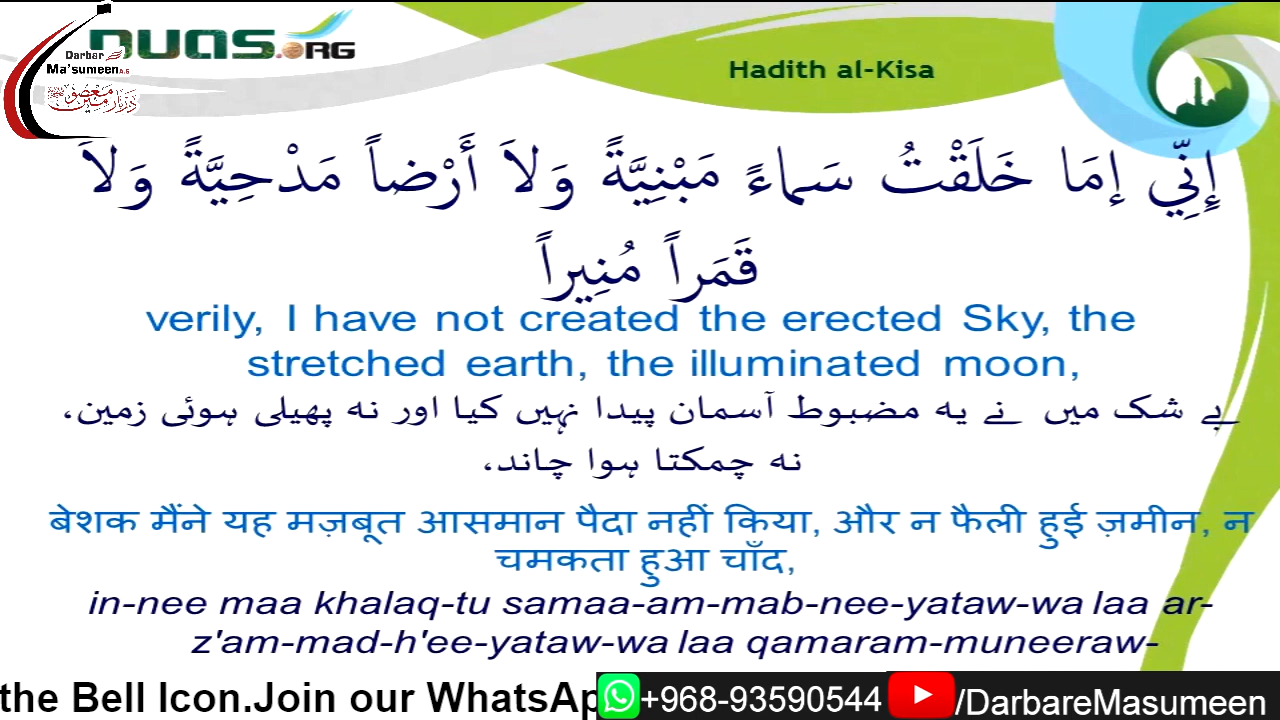 DUAS.ORG
Darbar
Ma'sumeen A.S
Hadith al-Kisa
إِنِّي إمَا خَلَقْتُ سَماءً مَبْنِيَّةً وَلاَ أَرْضاً مَدْحِيَّةً وَلاَ
قَمَراً مُنِيراً
verily, I have not created the erected Sky, the
stretched earth, the illuminated moon,
بے شک میں نے یہ مضبوط آسمان پیدا نہیں کیا اور نہ پھیلی ہوئی زمین،
نہ چمکتا ہوا چاند،
बेशक मैंने यह मज़बूत आसमान पैदा नहीं किया, और न फैली हुई ज़मीन, न
चमकता हुआ चाँद,
in-nee maa khalaq-tu samaa-am-mab-nee-yataw-wa laa ar-
z'am-mad-h'ee-yataw-wa laa qamaram-muneeraw-
the Bell Icon.Join our WhatsAp
+968-93590544
/DarbareMasumeen